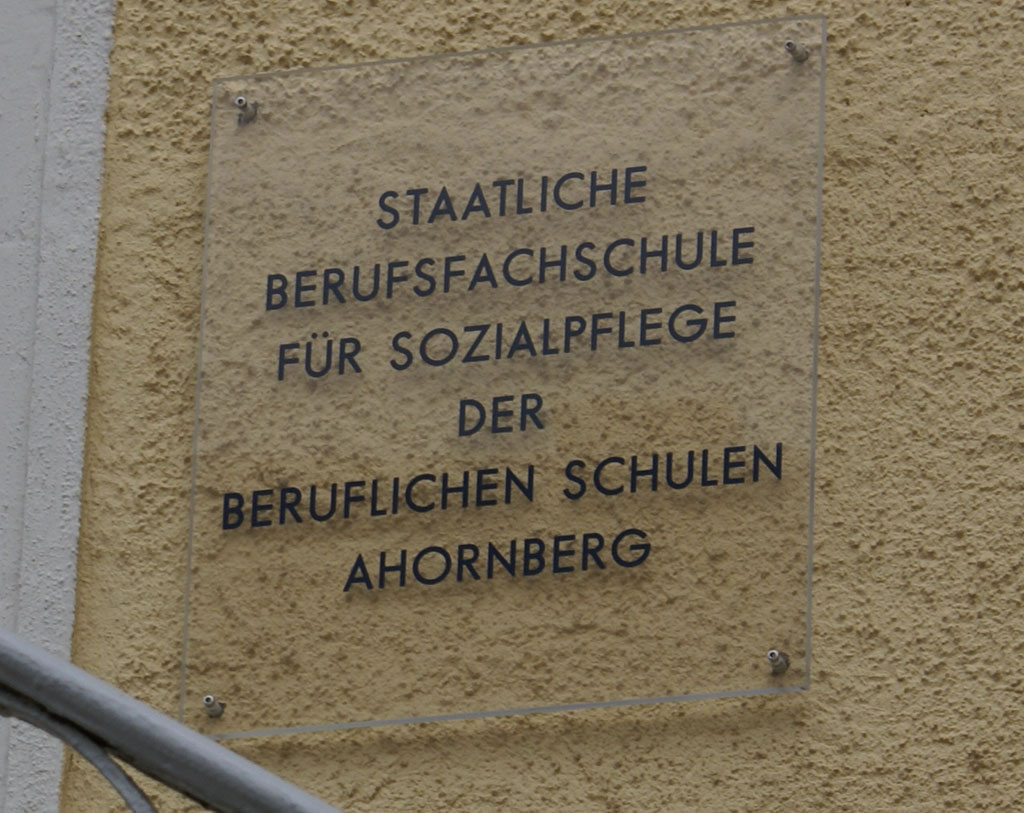 STAATLICHE
BERUFSFACHSCHULE
FÜR SOZIALPFLEGE
DER
BERUFLICHEN SCHULEN
AHORNBERG